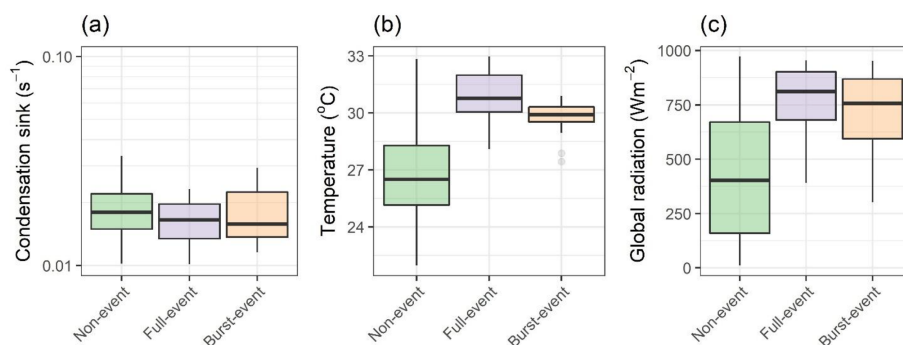 (a)
Condensation sink (s⁻¹)
0.10
0.01
Non-event
Full-event
Burst-event
(b)
Temperature (°C)
33
30
27
24
Non-event
Full-event
Burst-event
(c)
Global radiation (Wm⁻²)
1000
750
500
250
0
Non-event
Full-event
Burst-event